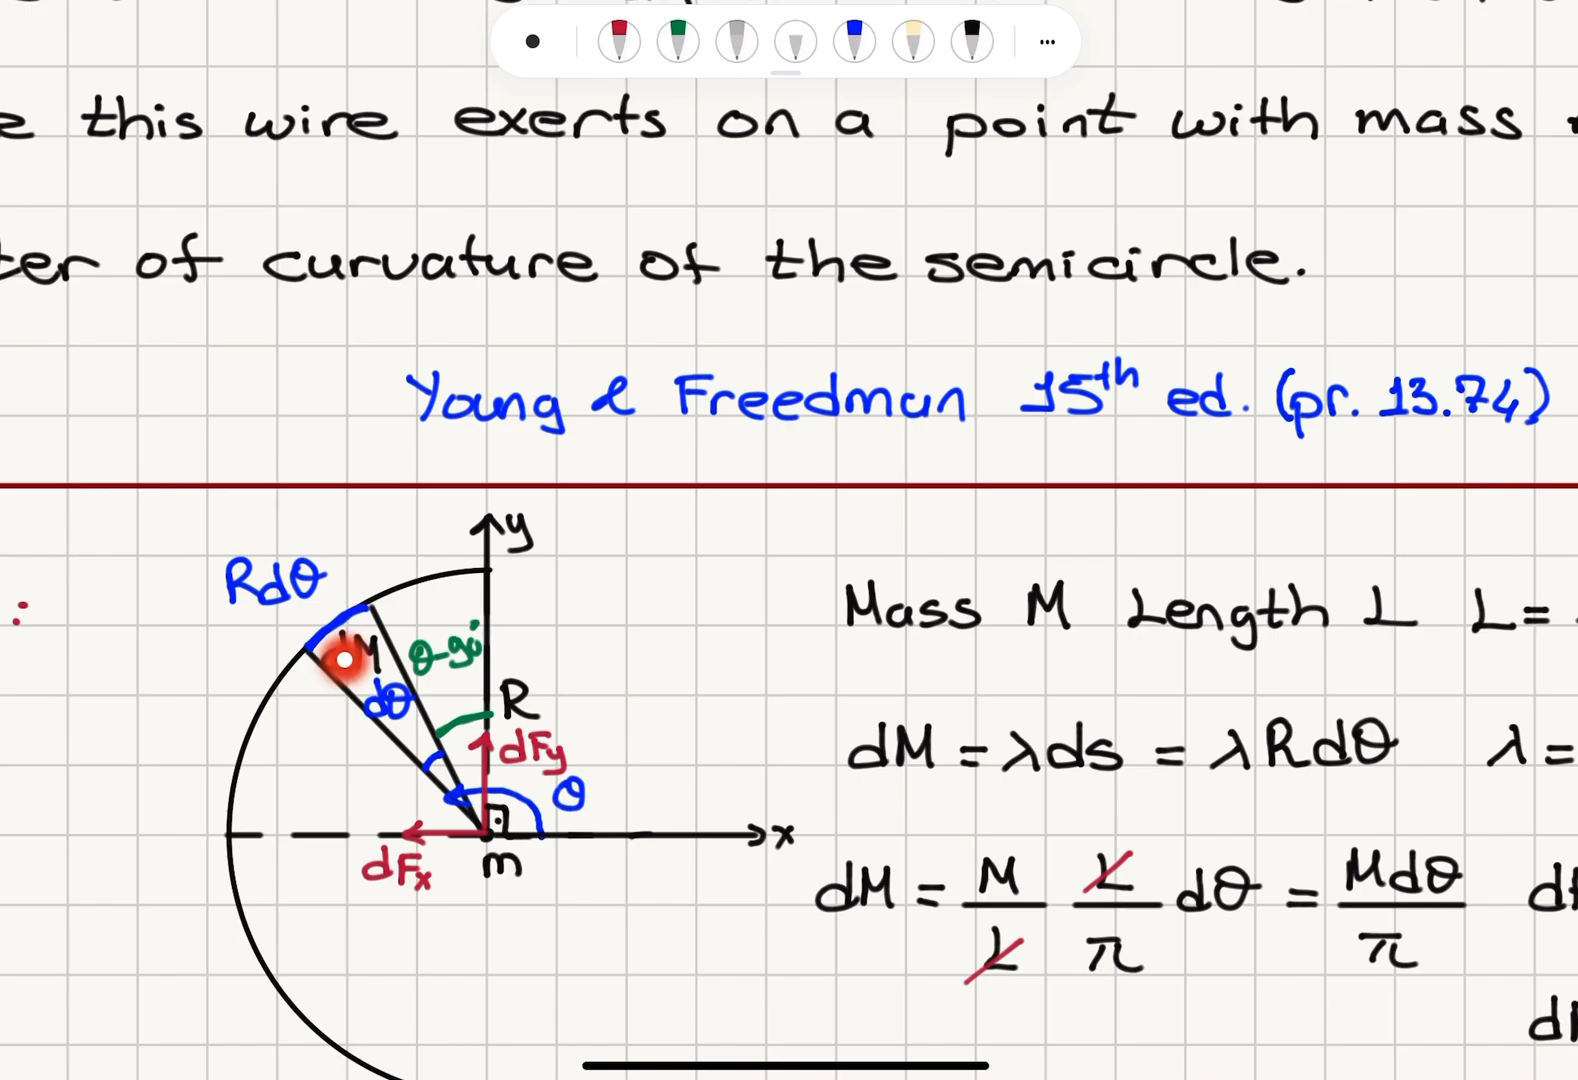 this wire exerts on a point with mass
of curvature of the semicircle.
Young & Freedman 15th ed. (pr. 13.74)
y
Rdθ
Mass M Length L L=
θ-90°
dθ
R
dM = λds = λRdθ λ=
dFy
θ
x
dFx
m
dM = M/L L/π dθ = Mdθ/π